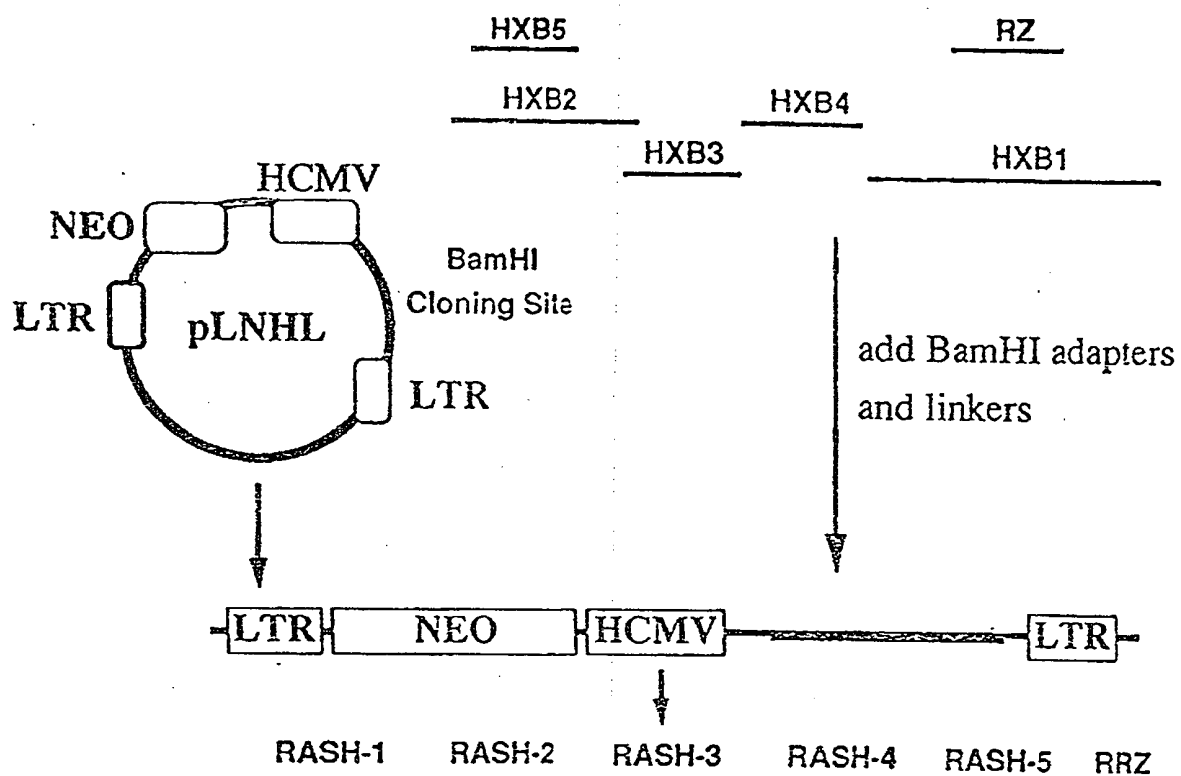 HXB5
RZ
HXB2
HXB4
HXB3
HXB1
HCMV
NEO
BamHI
Cloning Site
LTR
pLNHL
LTR
add BamHI adapters
and linkers
LTR
NEO
HCMV
LTR
RASH-1
RASH-2
RASH-3
RASH-4
RASH-5
RRZ